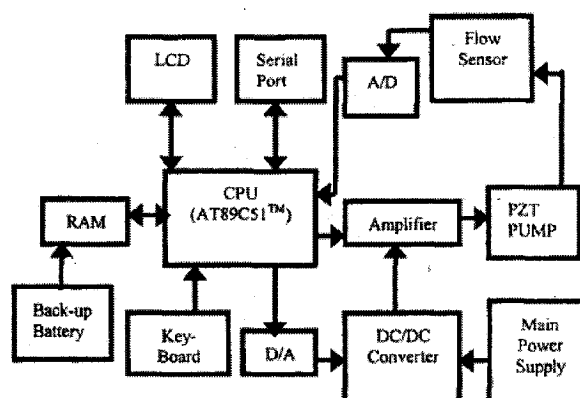 LCD
Serial
Port
A/D
Flow
Sensor
CPU
(AT89C51™)
RAM
Amplifier
PZT
PUMP
Back-up
Battery
Key-
Board
D/A
DC/DC
Converter
Main
Power
Supply